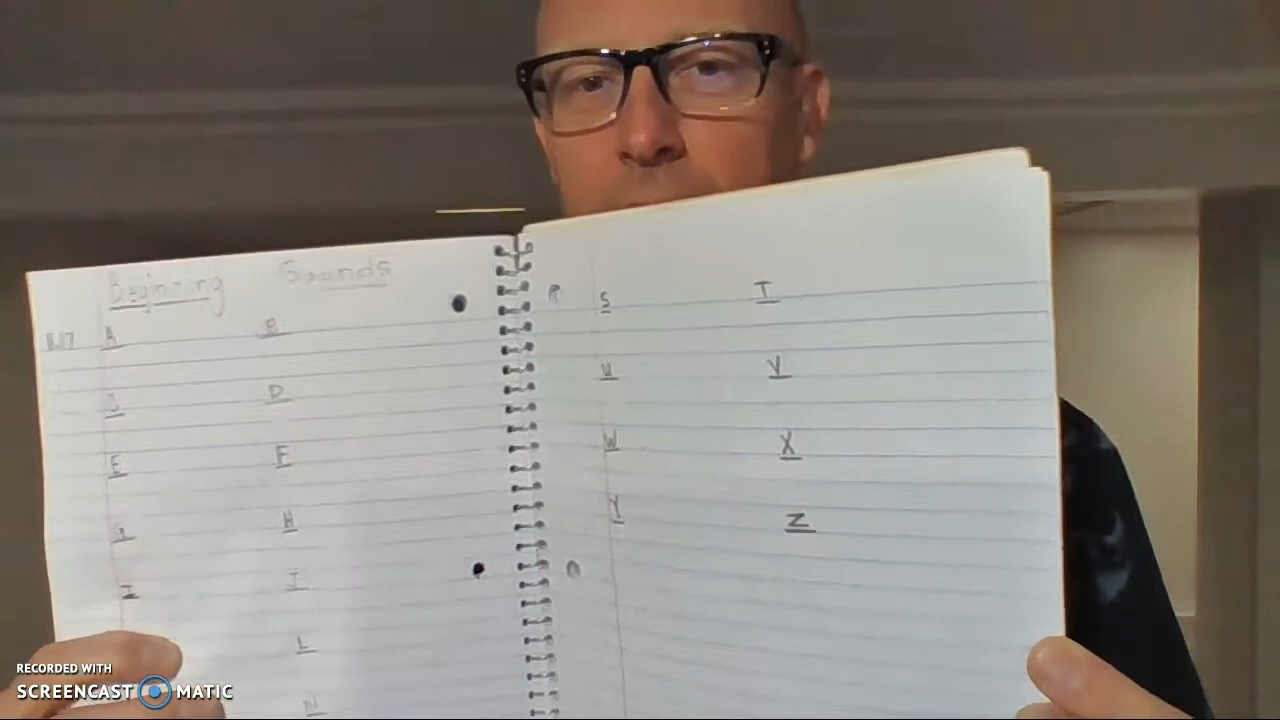 Beginning Sounds
A B
J D
E F
G H
I J
L
N
S T
U V
W X
Y Z
RECORDED WITH
SCREENCAST MATIC